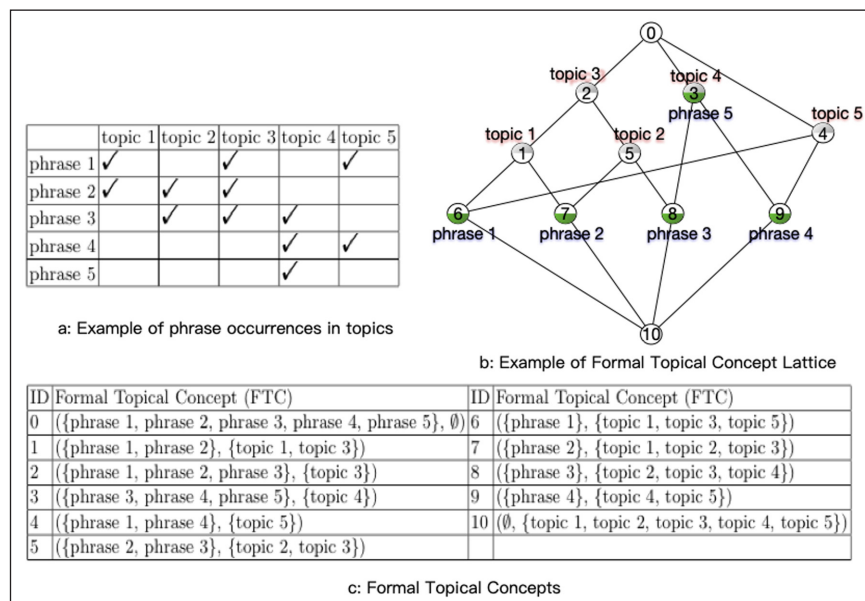 topic 1 topic 2 topic 3 topic 4 topic 5
phrase 1 ✓ ✓ ✓
phrase 2 ✓ ✓ ✓
phrase 3 ✓ ✓ ✓
phrase 4 ✓ ✓
phrase 5 ✓
a: Example of phrase occurrences in topics
0
topic 3
2
topic 4
3
phrase 5
topic 5
4
topic 1
1
topic 2
5
6
phrase 1
7
phrase 2
8
phrase 3
9
phrase 4
10
b: Example of Formal Topical Concept Lattice
ID Formal Topical Concept (FTC) ID Formal Topical Concept (FTC)
0 ({phrase 1, phrase 2, phrase 3, phrase 4, phrase 5}, ∅) 6 ({phrase 1}, {topic 1, topic 3, topic 5})
1 ({phrase 1, phrase 2}, {topic 1, topic 3}) 7 ({phrase 2}, {topic 1, topic 2, topic 3})
2 ({phrase 1, phrase 2, phrase 3}, {topic 3}) 8 ({phrase 3}, {topic 2, topic 3, topic 4})
3 ({phrase 3, phrase 4, phrase 5}, {topic 4}) 9 ({phrase 4}, {topic 4, topic 5})
4 ({phrase 1, phrase 4}, {topic 5}) 10 (∅, {topic 1, topic 2, topic 3, topic 4, topic 5})
5 ({phrase 2, phrase 3}, {topic 2, topic 3})
c: Formal Topical Concepts